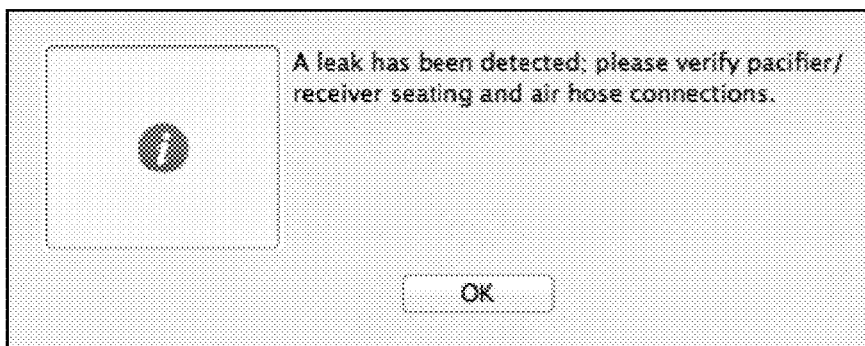 A leak has been detected; please verify pacifier/
receiver seating and air hose connections.
i
OK